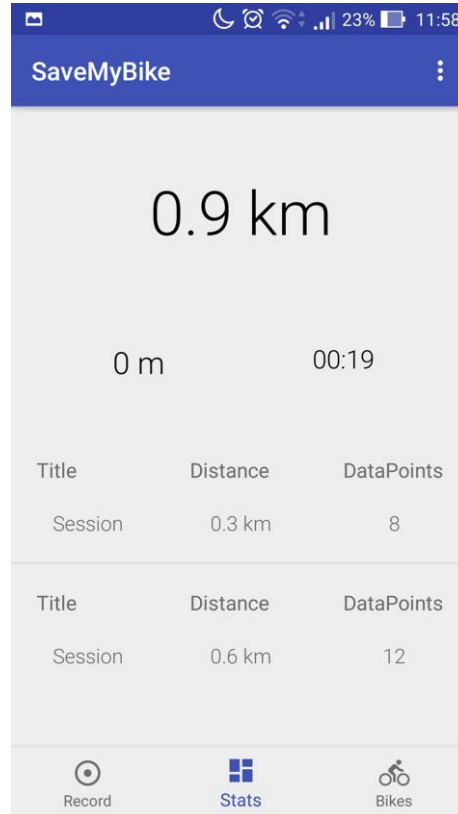 23% 11:58
SaveMyBike
0.9 km
0 m 00:19
Title Distance DataPoints
Session 0.3 km 8
Title Distance DataPoints
Session 0.6 km 12
Record Stats Bikes